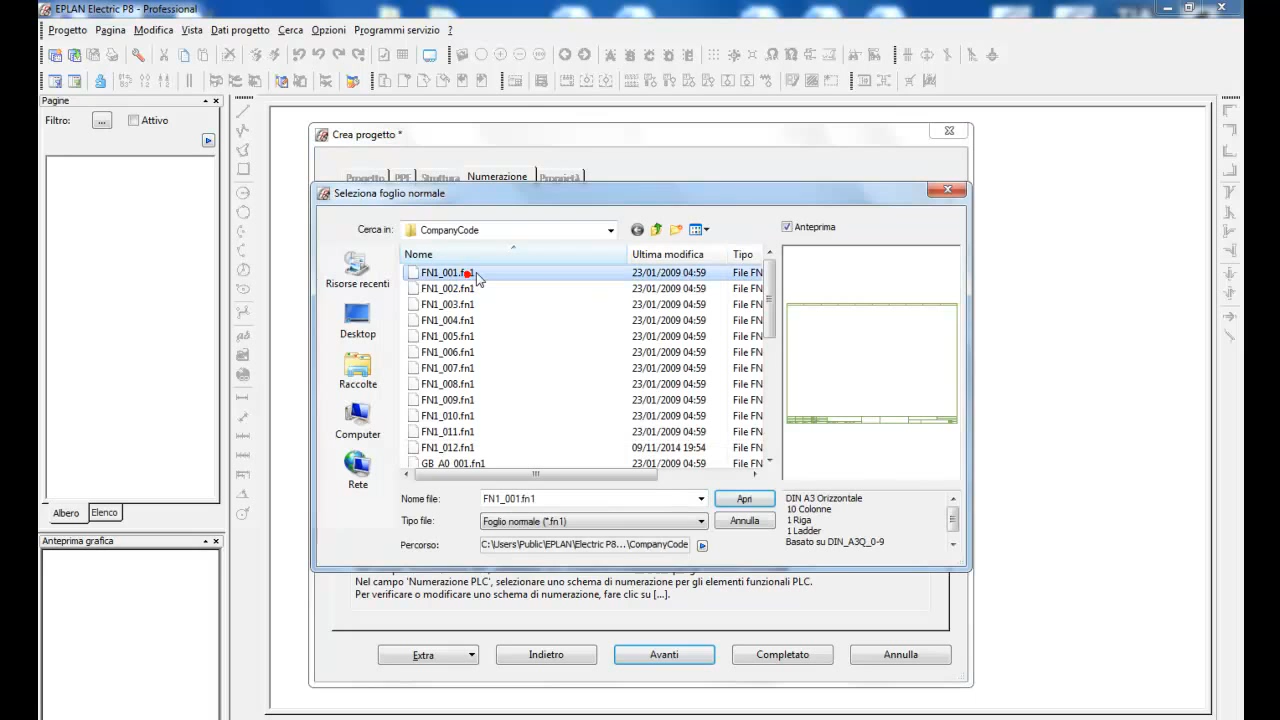 EPLAN Electric P8 - Professional
Progetto Pagina Modifica Vista Dati progetto Cerca Opzioni Programmi servizio ?
Pagine
Filtro: ... Attivo
Crea progetto *
Progetto PPE Struttura Numerazione Proprietà
Seleziona foglio normale
Cerca in: CompanyCode Anteprima
Nome Ultima modifica Tipo
FN1_001.fn1 23/01/2009 04:59 File FN
FN1_002.fn1 23/01/2009 04:59 File FN
FN1_003.fn1 23/01/2009 04:59 File FN
FN1_004.fn1 23/01/2009 04:59 File FN
FN1_005.fn1 23/01/2009 04:59 File FN
FN1_006.fn1 23/01/2009 04:59 File FN
FN1_007.fn1 23/01/2009 04:59 File FN
FN1_008.fn1 23/01/2009 04:59 File FN
FN1_009.fn1 23/01/2009 04:59 File FN
FN1_010.fn1 23/01/2009 04:59 File FN
FN1_011.fn1 23/01/2009 04:59 File FN
FN1_012.fn1 09/11/2014 19:54 File FN
GB_A0_001.fn1 23/01/2009 04:59 File FN
Risorse recenti
Desktop
Raccolte
Computer
Rete
Nome file: FN1_001.fn1 Apri
Tipo file: Foglio normale (*.fn1) Annulla
Percorso: C:\Users\Public\EPLAN\Electric P8...\CompanyCode
DIN A3 Orizzontale
10 Colonne
1 Riga
1 Ladder
Basato su DIN_A3Q_0-9
Albero Elenco
Anteprima grafica
Nel campo 'Numerazione PLC', selezionare uno schema di numerazione per gli elementi funzionali PLC.
Per verificare o modificare uno schema di numerazione, fare clic su [...].
Extra Indietro Avanti Completato Annulla